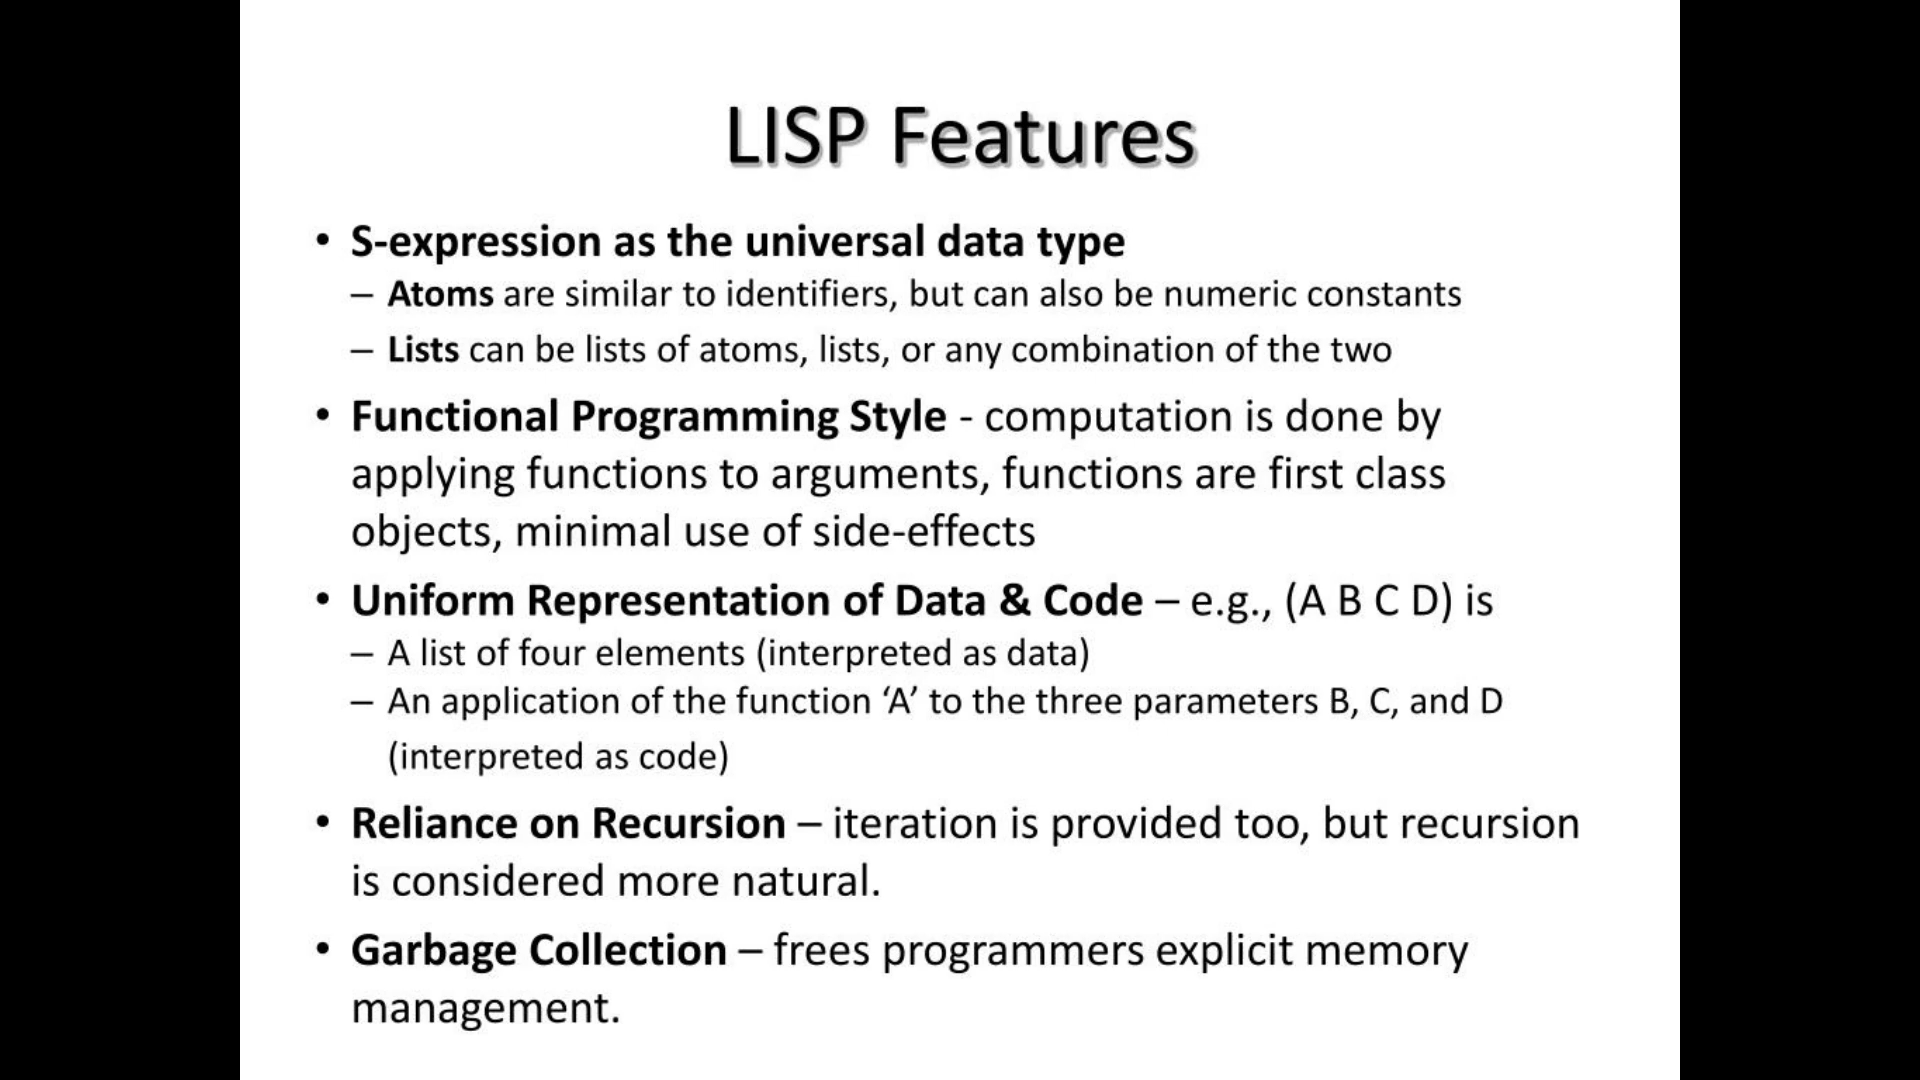 LISP Features
• S-expression as the universal data type
– Atoms are similar to identifiers, but can also be numeric constants
– Lists can be lists of atoms, lists, or any combination of the two
• Functional Programming Style - computation is done by
applying functions to arguments, functions are first class
objects, minimal use of side-effects
• Uniform Representation of Data & Code – e.g., (A B C D) is
– A list of four elements (interpreted as data)
– An application of the function ‘A’ to the three parameters B, C, and D
(interpreted as code)
• Reliance on Recursion – iteration is provided too, but recursion
is considered more natural.
• Garbage Collection – frees programmers explicit memory
management.